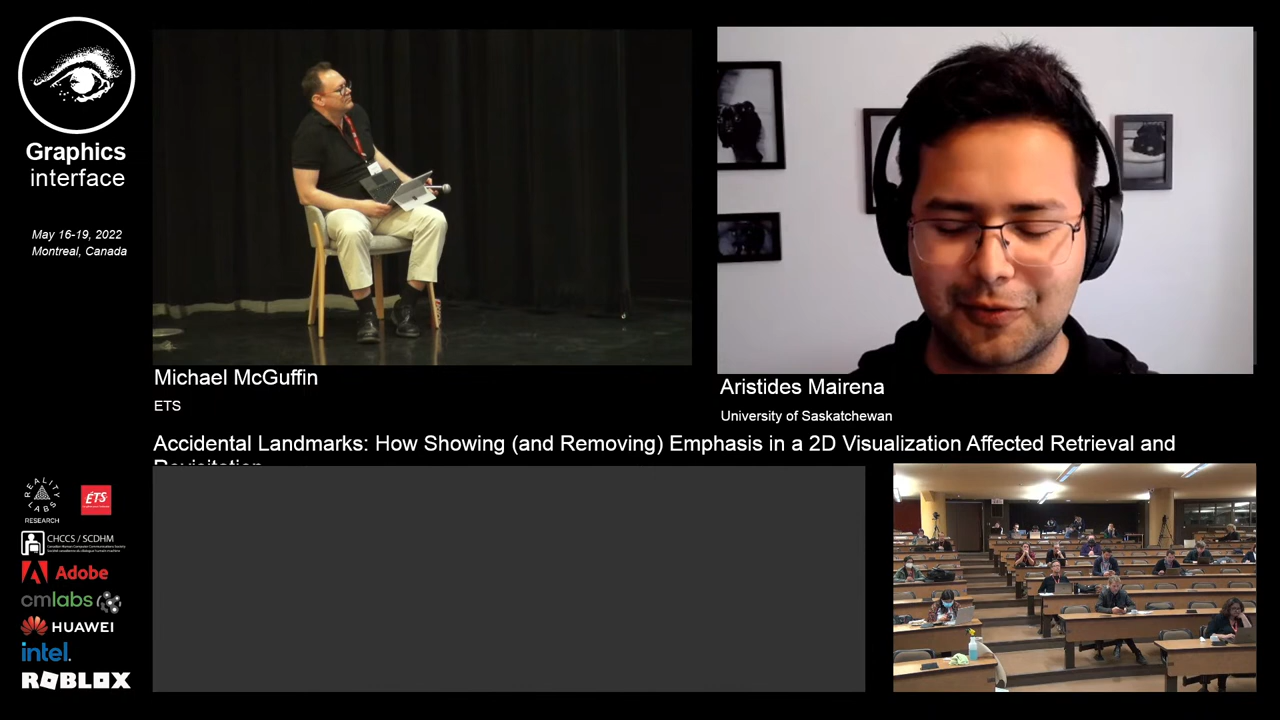 Graphics
interface
May 16-19, 2022
Montreal, Canada
Michael McGuffin
ETS
Aristides Mairena
University of Saskatchewan
Accidental Landmarks: How Showing (and Removing) Emphasis in a 2D Visualization Affected Retrieval and
REALITY LABS
RESEARCH
ÉTS
CHCCS / SCDHM
Adobe
cmlabs
HUAWEI
intel.
ROBLOX